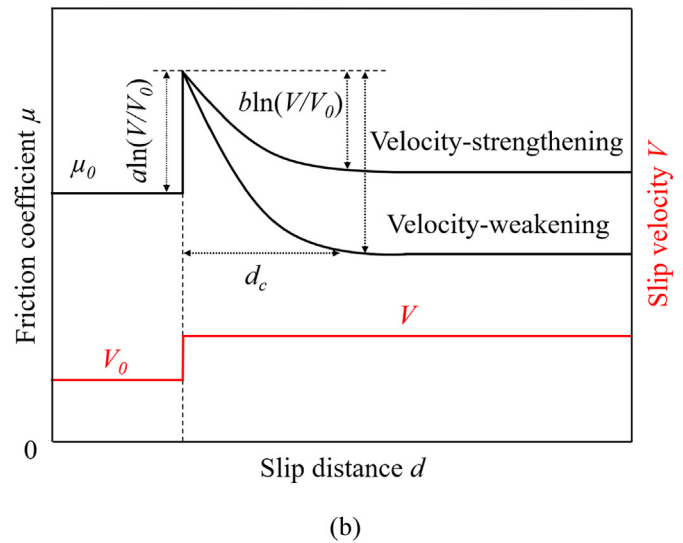 Friction coefficient μ
μ0
aln(V/V0)
bln(V/V0)
Velocity-strengthening
Velocity-weakening
dc
V0
V
Slip velocity V
0
Slip distance d
(b)